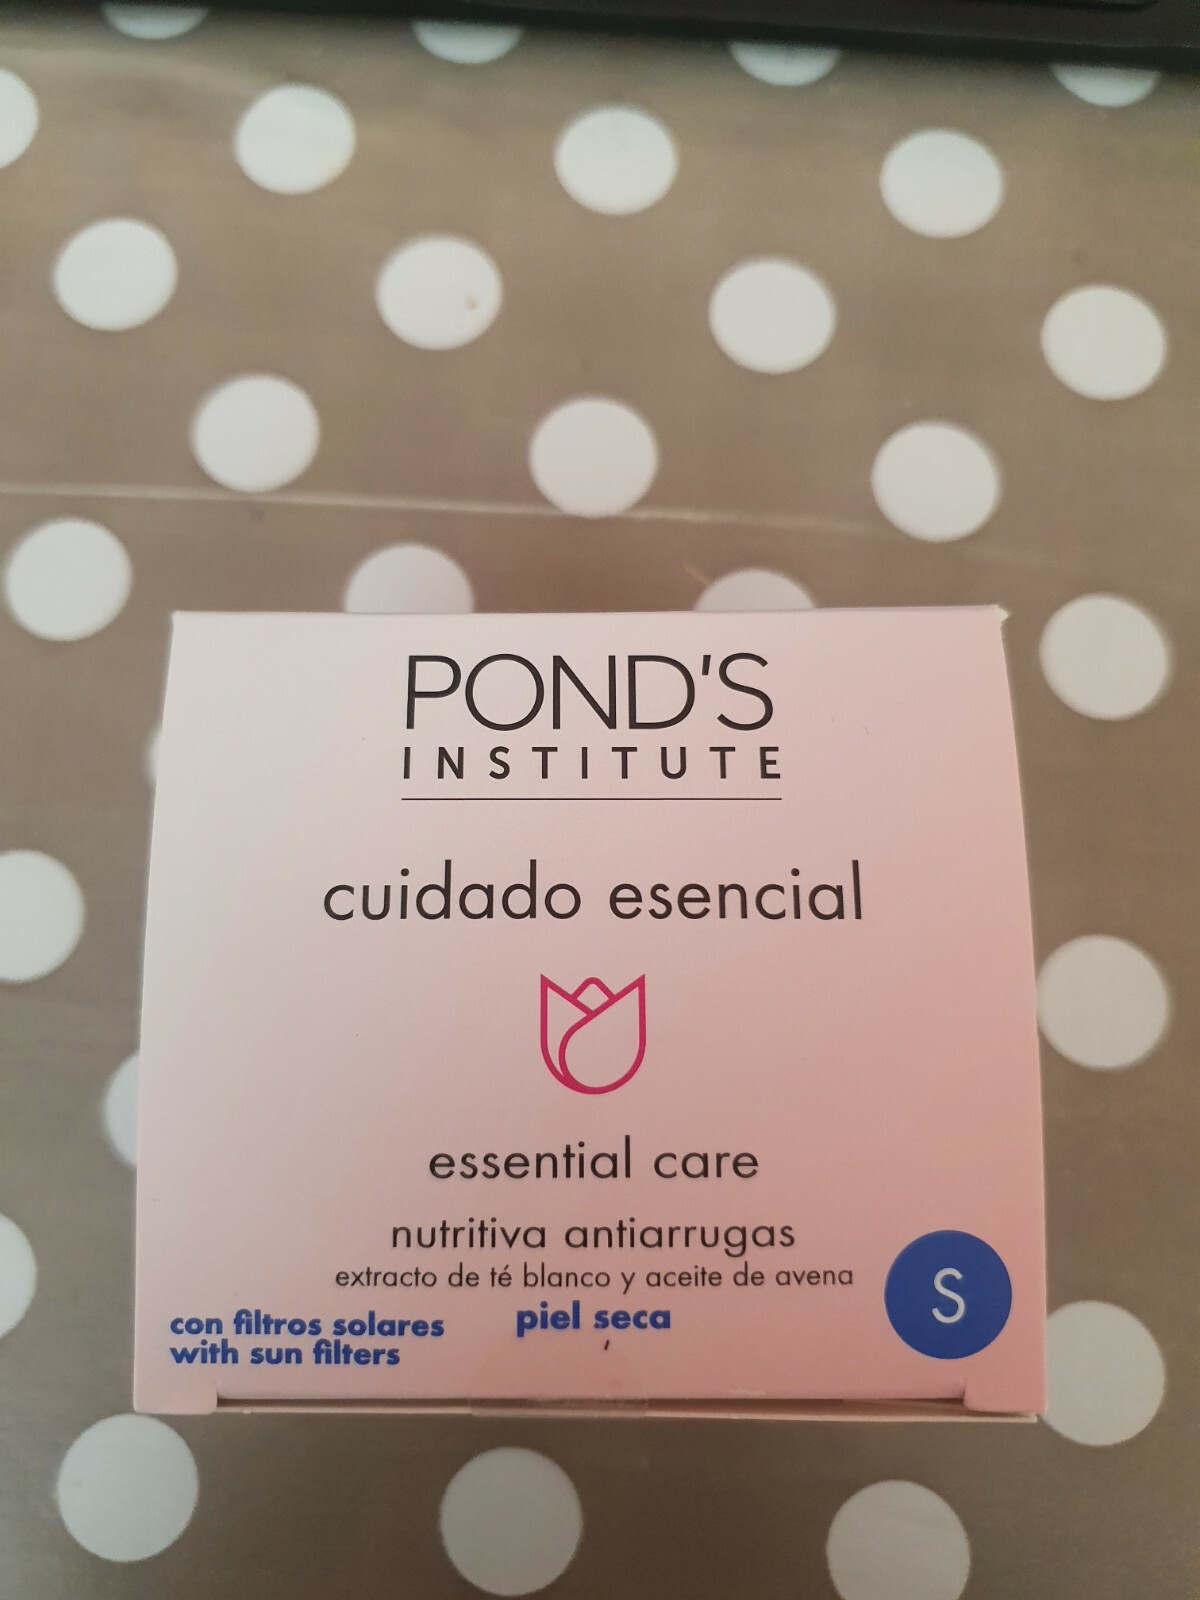 POND'S
INSTITUTE
cuidado esencial
essential care
nutritiva antiarrugas
extracto de té blanco y aceite de avena
piel seca
con filtros solares
with sun filters
S